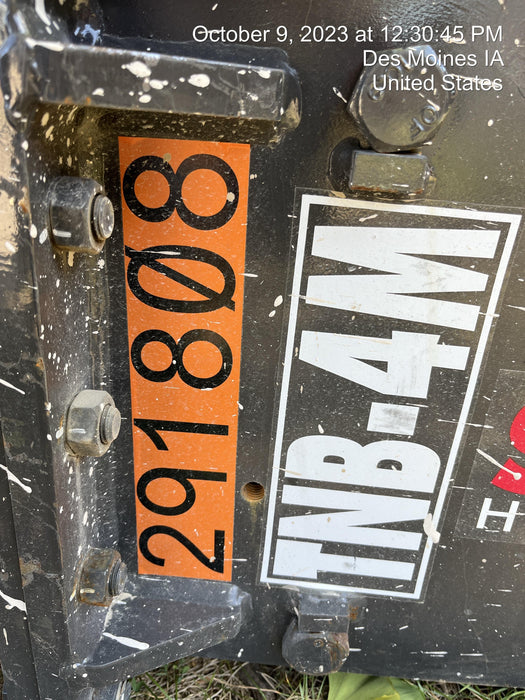 October 9, 2023 at 12:30:45 PM
Des Moines IA
United States
291808
TNB-4M